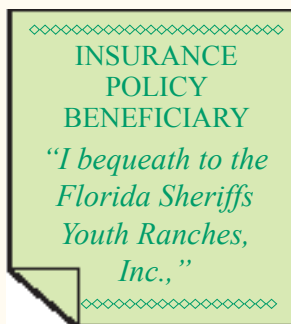 INSURANCE
POLICY
BENEFICIARY
“I bequeath to the
Florida Sheriffs
Youth Ranches,
Inc.,”